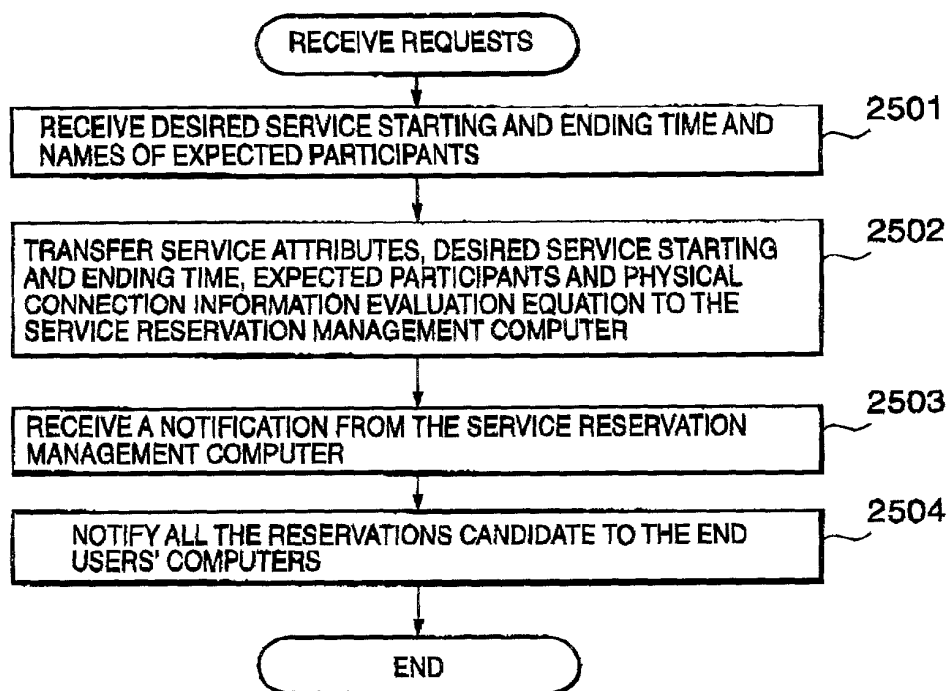 RECEIVE REQUESTS
2501
RECEIVE DESIRED SERVICE STARTING AND ENDING TIME AND
NAMES OF EXPECTED PARTICIPANTS
2502
TRANSFER SERVICE ATTRIBUTES, DESIRED SERVICE STARTING
AND ENDING TIME, EXPECTED PARTICIPANTS AND PHYSICAL
CONNECTION INFORMATION EVALUATION EQUATION TO THE
SERVICE RESERVATION MANAGEMENT COMPUTER
2503
RECEIVE A NOTIFICATION FROM THE SERVICE RESERVATION
MANAGEMENT COMPUTER
2504
NOTIFY ALL THE RESERVATIONS CANDIDATE TO THE END
USERS' COMPUTERS
END